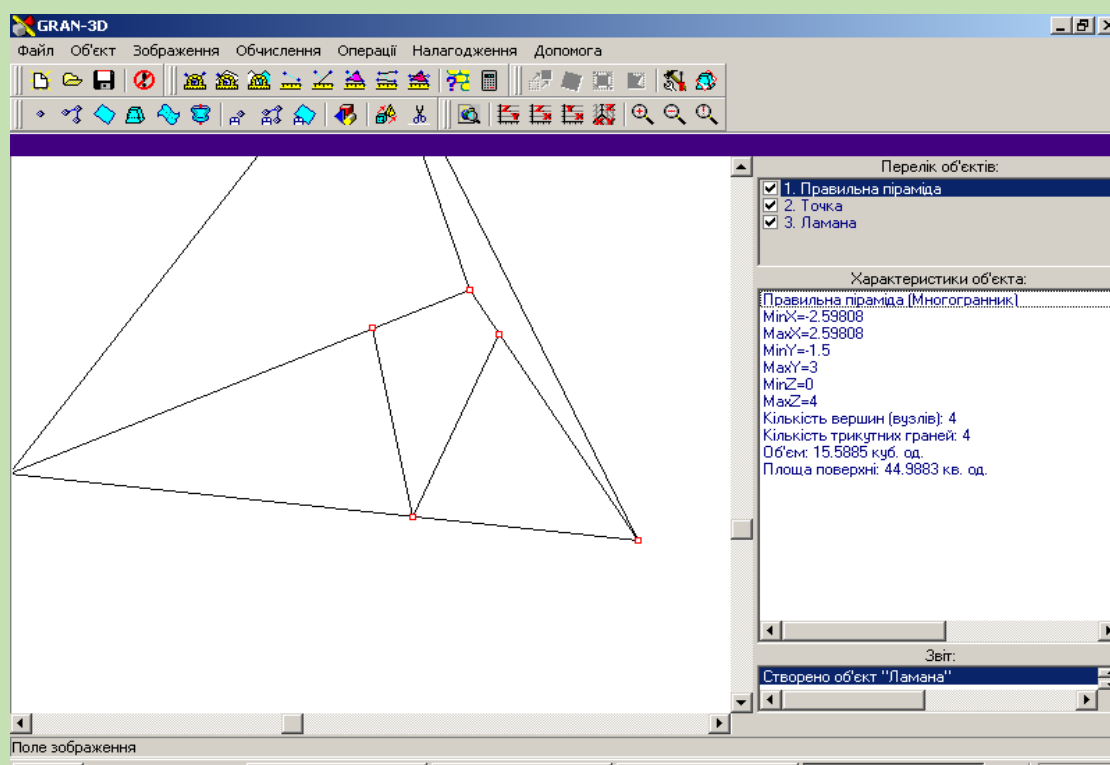 GRAN-3D
Файл Об'єкт Зображення Обчислення Операції Налагодження Допомога
Перелік об'єктів:
1. Правильна піраміда
2. Точка
3. Ламана
Характеристики об'єкта:
Правильна піраміда (Многогранник)
MinX=-2.59808
MaxX=2.59808
MinY=-1.5
MaxY=3
MinZ=0
MaxZ=4
Кількість вершин (вузлів): 4
Кількість трикутних граней: 4
Об'єм: 15.5885 куб. од.
Площа поверхні: 44.9883 кв. од.
Звіт:
Створено об'єкт "Ламана"
Поле зображення